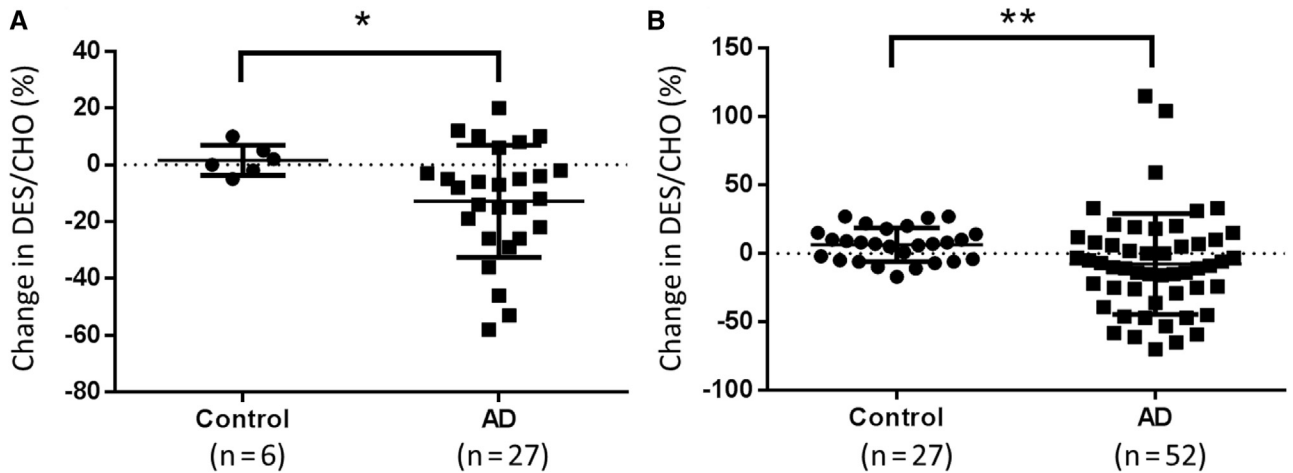 A
*
Change in DES/CHO (%)
40
20
0
-20
-40
-60
-80
Control
AD
(n=6)
(n=27)
B
**
Change in DES/CHO (%)
150
100
50
0
-50
-100
Control
AD
(n=27)
(n=52)